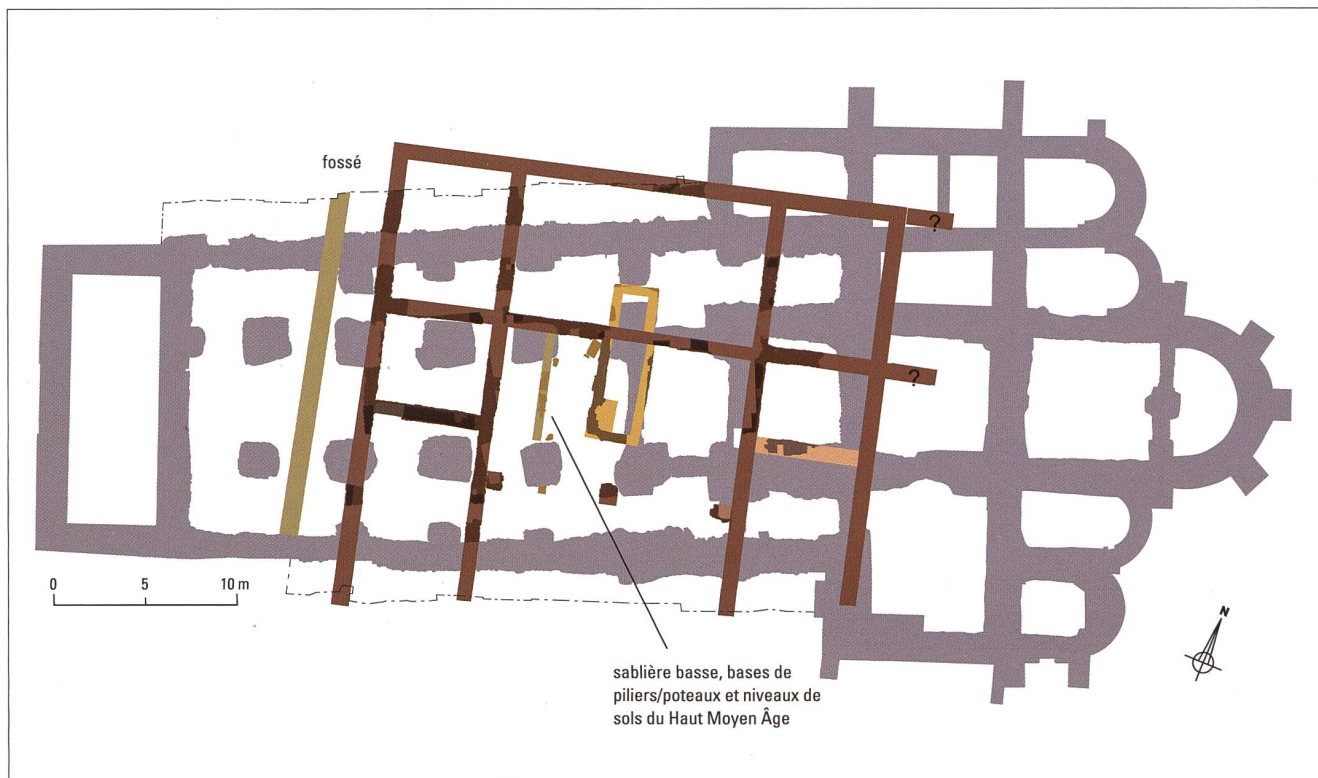 fossé
?
?
0 5 10 m
N
sablière basse, bases de
piliers/poteaux et niveaux de
sols du Haut Moyen Âge